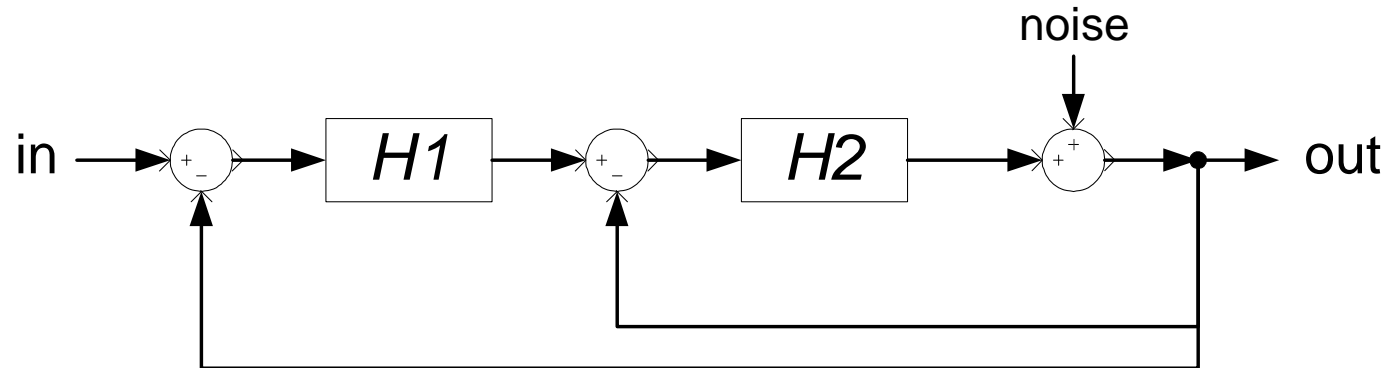 noise
in + − H1 + − H2 + + out